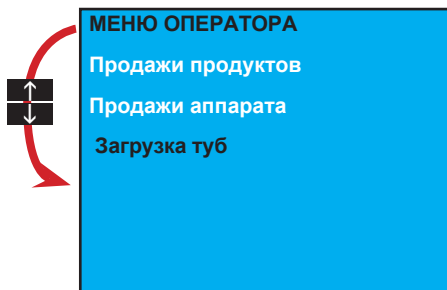 МЕНЮ ОПЕРАТОРА
Продажи продуктов
Продажи аппарата
Загрузка туб